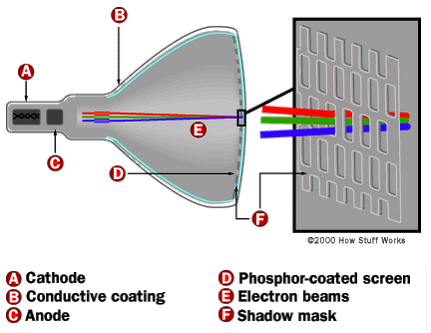 B
A
E
C
D
F
©2000 How Stuff Works
A Cathode
B Conductive coating
C Anode
D Phosphor-coated screen
E Electron beams
F Shadow mask